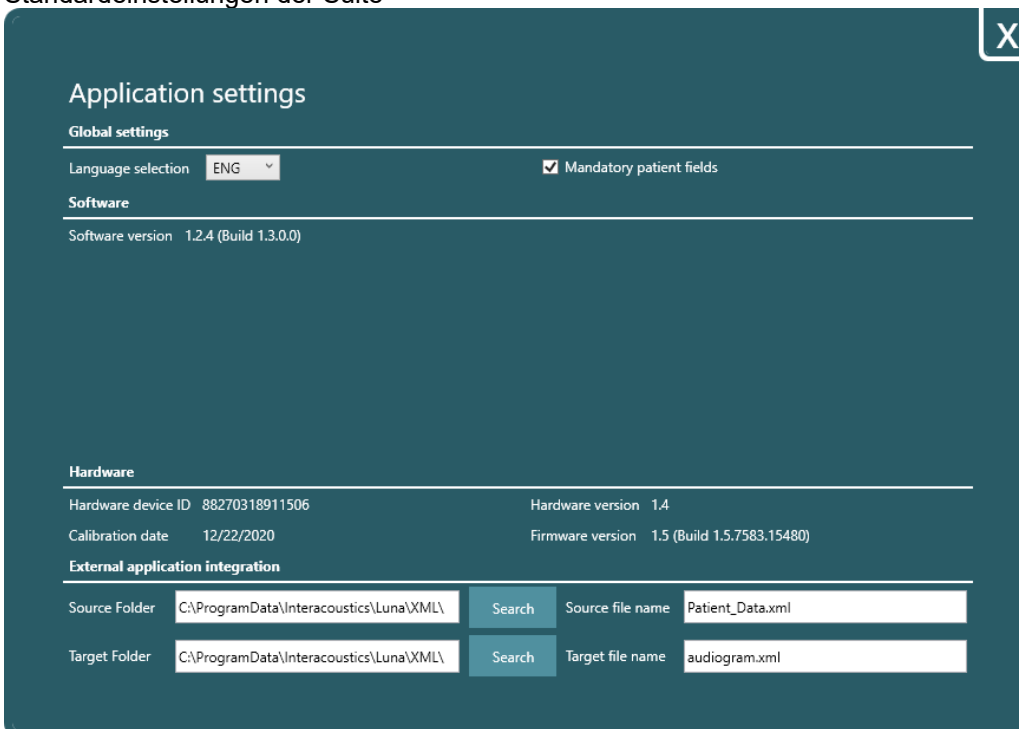 Standardeinstellungen der Suite
X
Application settings
Global settings
Language selection ENG Mandatory patient fields
Software
Software version 1.2.4 (Build 1.3.0.0)
Hardware
Hardware device ID 88270318911506 Hardware version 1.4
Calibration date 12/22/2020 Firmware version 1.5 (Build 1.5.7583.15480)
External application integration
Source Folder C:\ProgramData\Interacoustics\Luna\XML\ Search Source file name Patient_Data.xml
Target Folder C:\ProgramData\Interacoustics\Luna\XML\ Search Target file name audiogram.xml